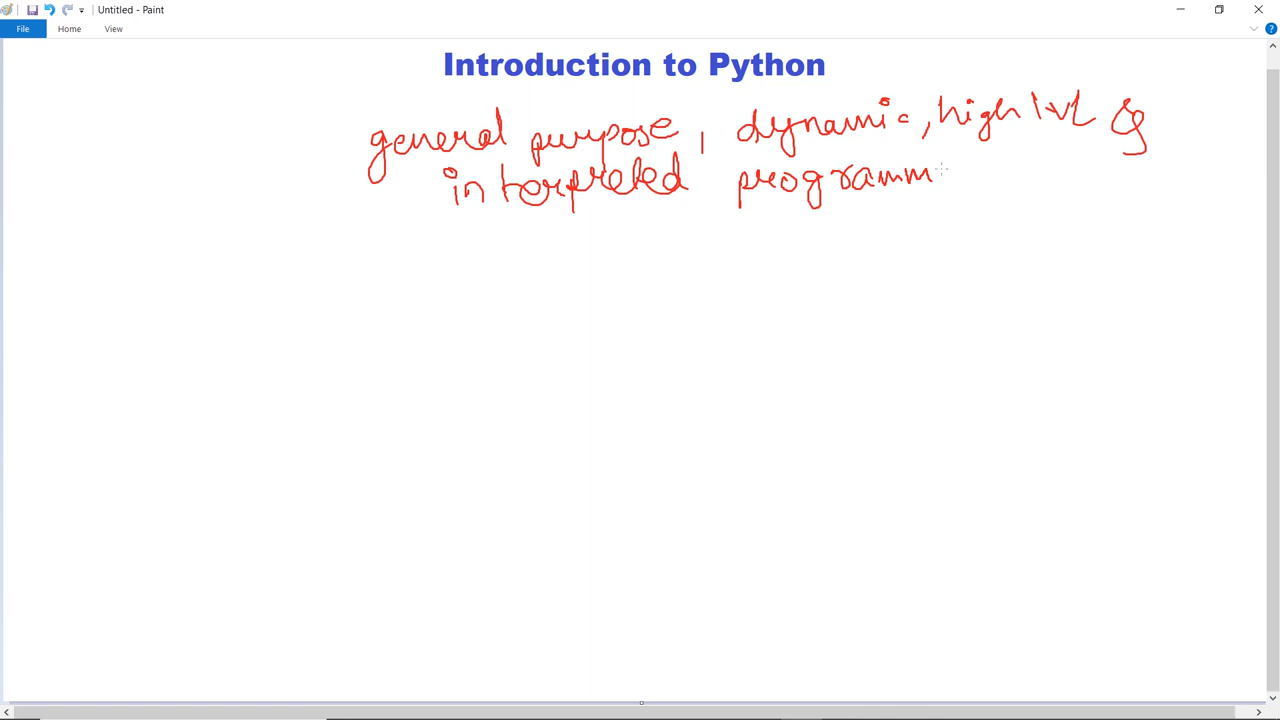 Untitled - Paint
File Home View
Introduction to Python
general purpose, dynamic, high lvl &
interpreted programm